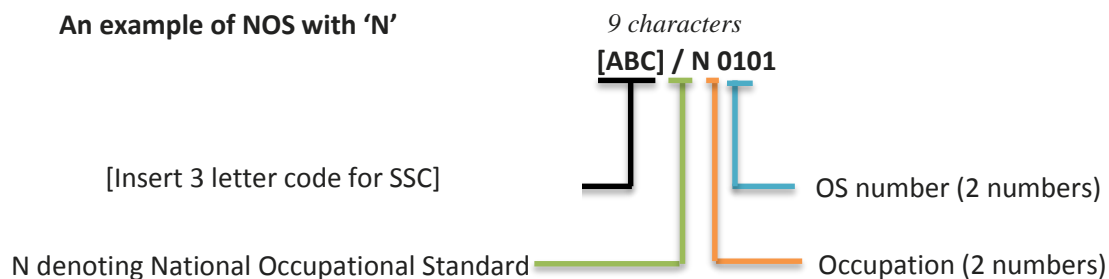 An example of NOS with ‘N’
9 characters
[ABC] / N 0101
[Insert 3 letter code for SSC]
OS number (2 numbers)
N denoting National Occupational Standard
Occupation (2 numbers)